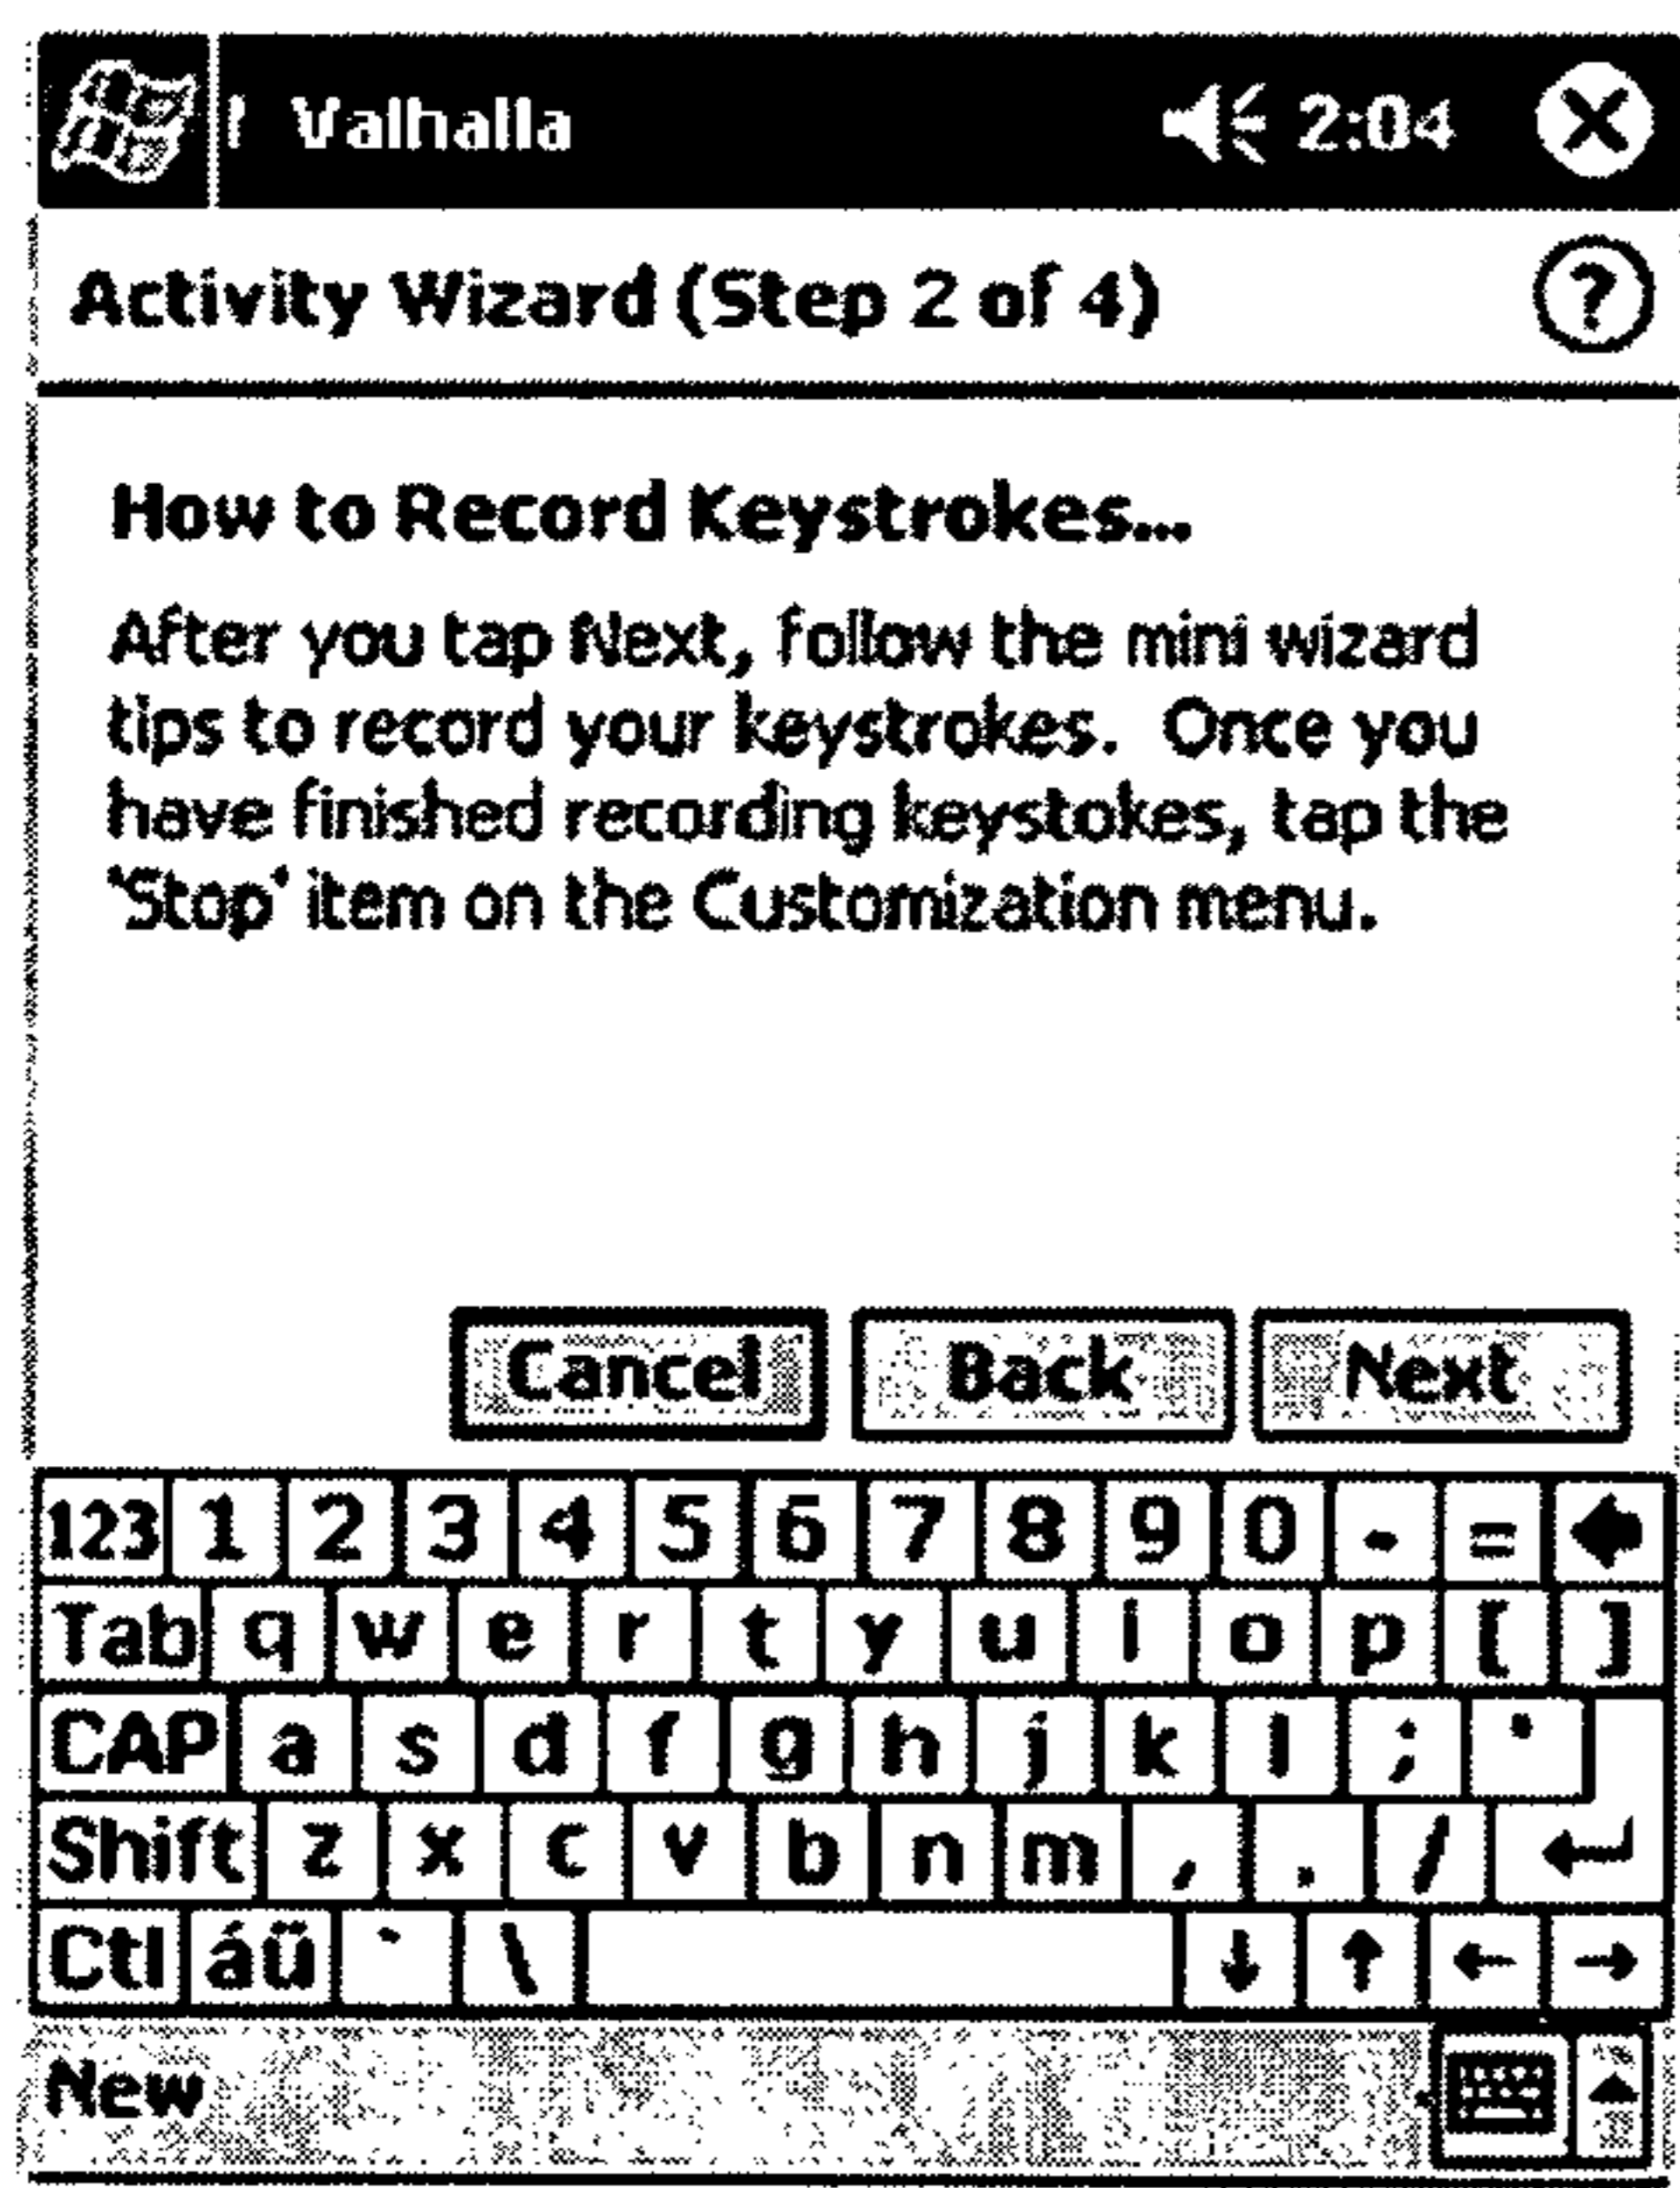 Valhalla 2:04
Activity Wizard (Step 2 of 4) ?
How to Record Keystrokes...
After you tap Next, follow the mini wizard
tips to record your keystrokes. Once you
have finished recording keystokes, tap the
'Stop' item on the Customization menu.
Cancel Back Next
123 1 2 3 4 5 6 7 8 9 0 - =
Tab q w e r t y u i o p [ ]
CAP a s d f g h j k l ; '
Shift z x c v b n m , . /
Ctl áü ` \
New